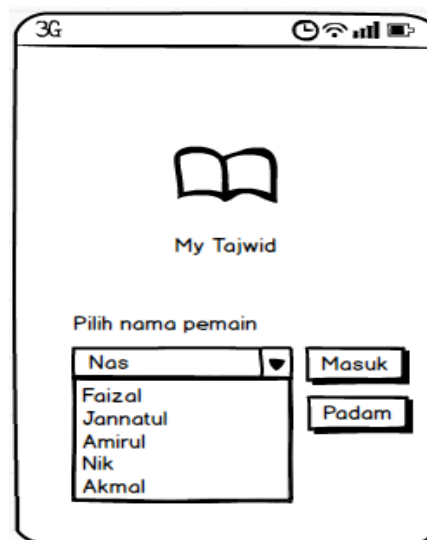 3G
My Tajwid
Pilih nama pemain
Nas
Masuk
Faizal
Jannatul
Padam
Amirul
Nik
Akmal